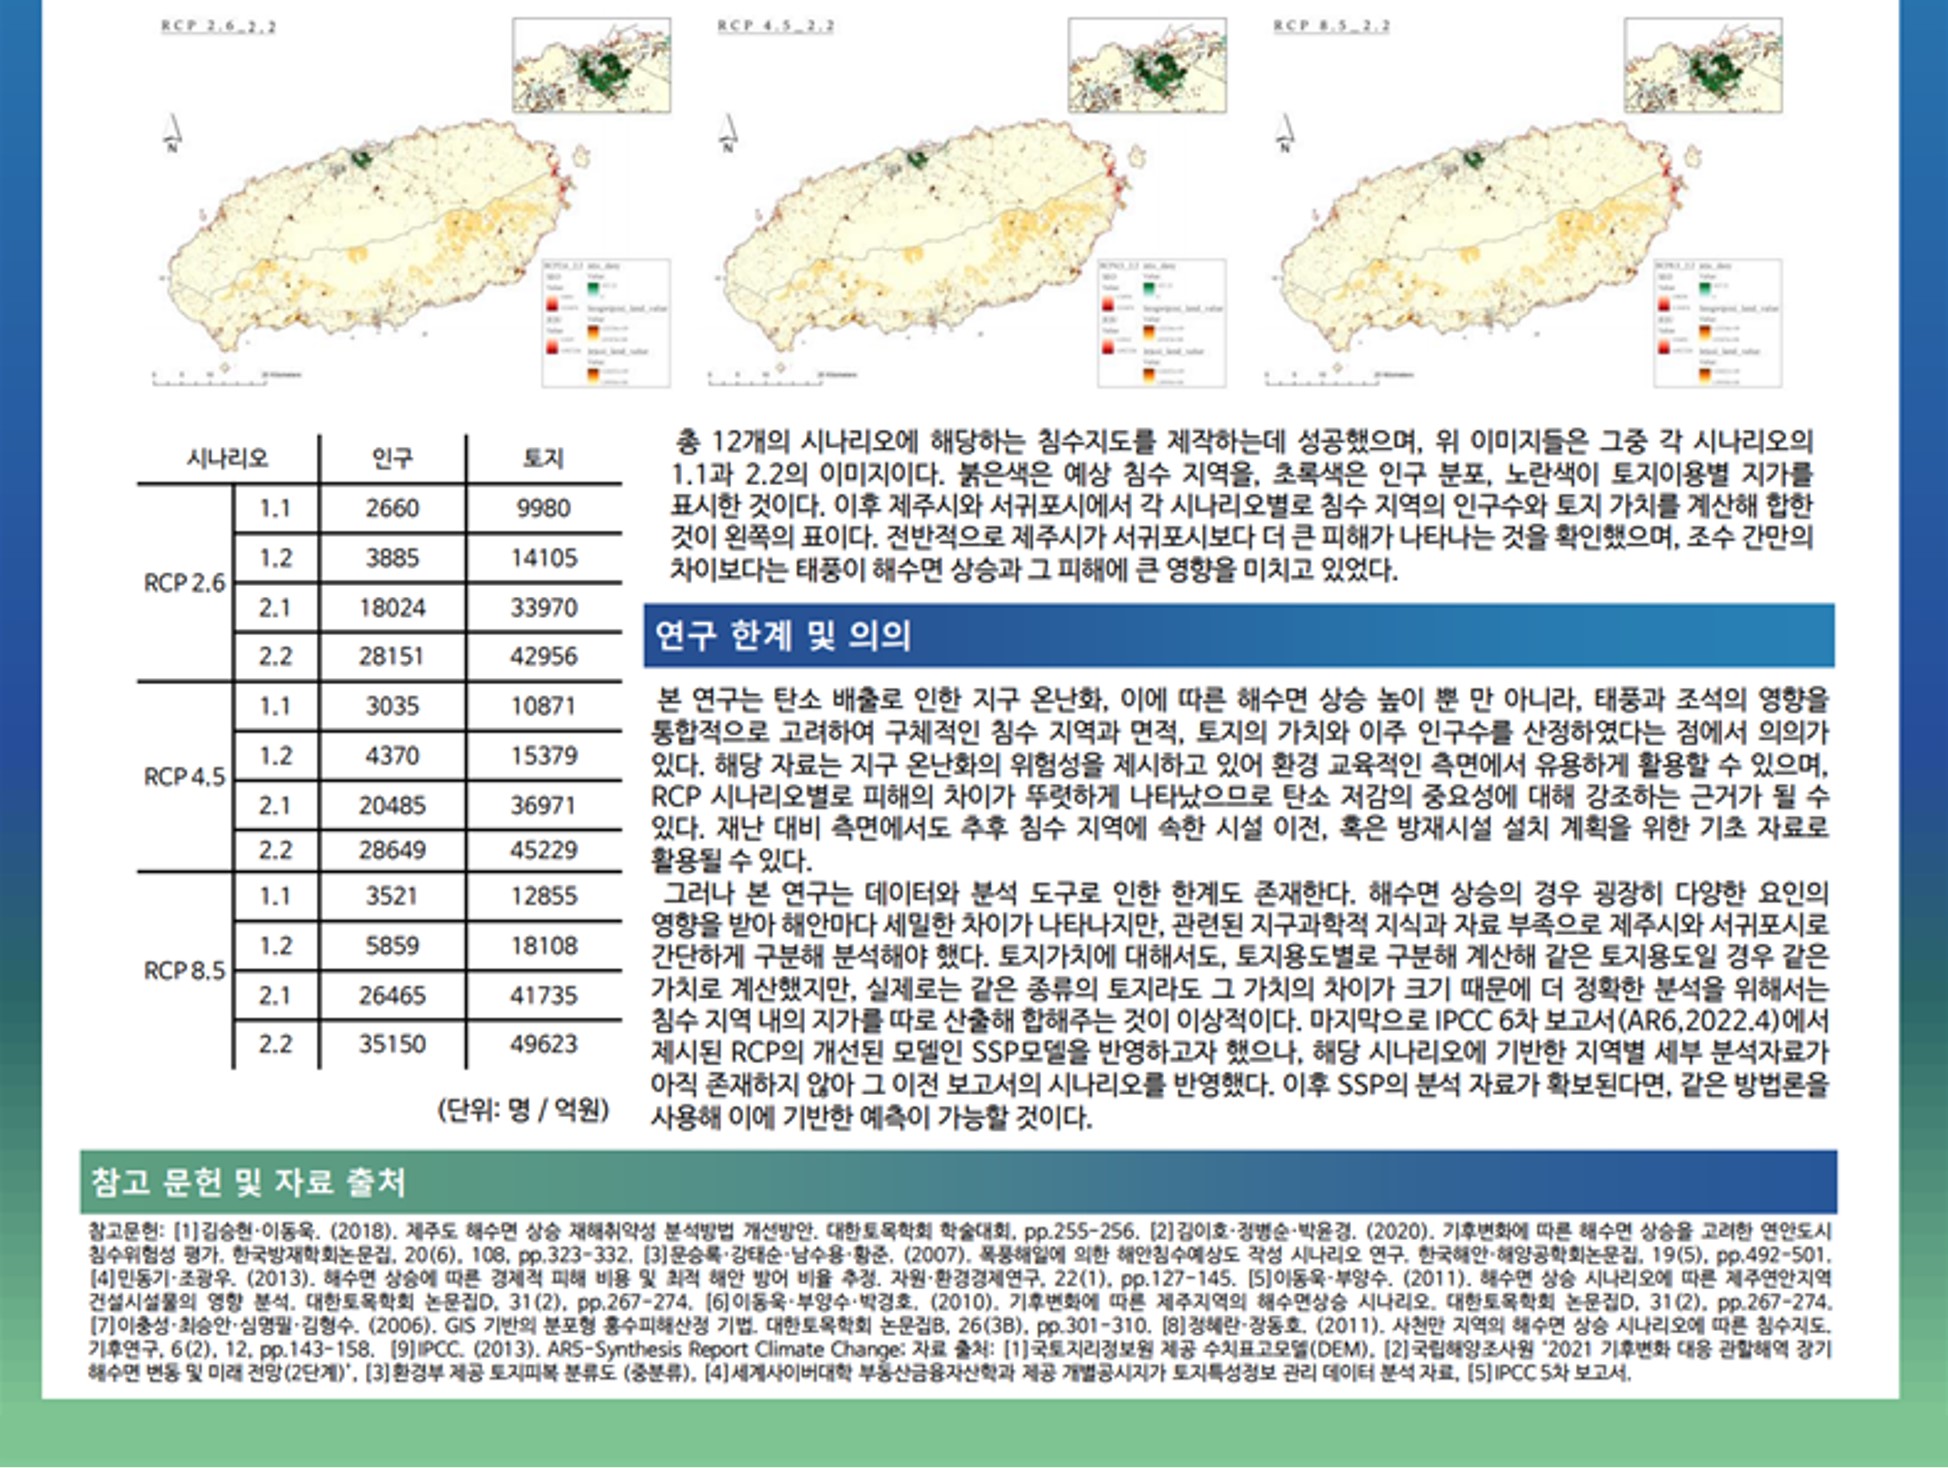 RCP 2.6_2.2
RCP 4.5_2.2
RCP 8.5_2.2
N
N
N
시나리오 인구 토지
RCP 2.6
1.1 2660 9980
1.2 3885 14105
2.1 18024 33970
2.2 28151 42956
RCP 4.5
1.1 3035 10871
1.2 4370 15379
2.1 20485 36971
2.2 28649 45229
RCP 8.5
1.1 3521 12855
1.2 5859 18108
2.1 26465 41735
2.2 35150 49623
(단위: 명 / 억원)
총 12개의 시나리오에 해당하는 침수지도를 제작하는데 성공했으며, 위 이미지들은 그중 각 시나리오의
1.1과 2.2의 이미지이다. 붉은색은 예상 침수 지역을, 초록색은 인구 분포, 노란색이 토지이용별 지가를
표시한 것이다. 이후 제주시와 서귀포시에서 각 시나리오별로 침수 지역의 인구수와 토지 가치를 계산해 합한
것이 왼쪽의 표이다. 전반적으로 제주시가 서귀포시보다 더 큰 피해가 나타나는 것을 확인했으며, 조수 간만의
차이보다는 태풍이 해수면 상승과 그 피해에 큰 영향을 미치고 있었다.
연구 한계 및 의의
본 연구는 탄소 배출로 인한 지구 온난화, 이에 따른 해수면 상승 높이 뿐 만 아니라, 태풍과 조석의 영향을
통합적으로 고려하여 구체적인 침수 지역과 면적, 토지의 가치와 이주 인구수를 산정하였다는 점에서 의의가
있다. 해당 자료는 지구 온난화의 위험성을 제시하고 있어 환경 교육적인 측면에서 유용하게 활용할 수 있으며,
RCP 시나리오별로 피해의 차이가 뚜렷하게 나타났으므로 탄소 저감의 중요성에 대해 강조하는 근거가 될 수
있다. 재난 대비 측면에서도 추후 침수 지역에 속한 시설 이전, 혹은 방재시설 설치 계획을 위한 기초 자료로
활용될 수 있다.
그러나 본 연구는 데이터와 분석 도구로 인한 한계도 존재한다. 해수면 상승의 경우 굉장히 다양한 요인의
영향을 받아 해안마다 세밀한 차이가 나타나지만, 관련된 지구과학적 지식과 자료 부족으로 제주시와 서귀포시로
간단하게 구분해 분석해야 했다. 토지가치에 대해서도, 토지용도별로 구분해 계산해 같은 토지용도일 경우 같은
가치로 계산했지만, 실제로는 같은 종류의 토지라도 그 가치의 차이가 크기 때문에 더 정확한 분석을 위해서는
침수 지역 내의 지가를 따로 산출해 합해주는 것이 이상적이다. 마지막으로 IPCC 6차 보고서(AR6,2022.4)에서
제시된 RCP의 개선된 모델인 SSP모델을 반영하고자 했으나, 해당 시나리오에 기반한 지역별 세부 분석자료가
아직 존재하지 않아 그 이전 보고서의 시나리오를 반영했다. 이후 SSP의 분석 자료가 확보된다면, 같은 방법론을
사용해 이에 기반한 예측이 가능할 것이다.
참고 문헌 및 자료 출처
참고문헌: [1]김승현·이동욱. (2018). 제주도 해수면 상승 재해취약성 분석방법 개선방안. 대한토목학회 학술대회, pp.255-256. [2]김이호·정병순·박윤경. (2020). 기후변화에 따른 해수면 상승을 고려한 연안도시
침수위험성 평가. 한국방재학회논문집, 20(6), 108, pp.323-332. [3]문승록·강태순·남수용·황준. (2007). 폭풍해일에 의한 해안침수예상도 작성 시나리오 연구. 한국해안·해양공학회논문집, 19(5), pp.492-501.
[4]민동기·조광우. (2013). 해수면 상승에 따른 경제적 피해 비용 및 최적 해안 방어 비율 추정. 자원·환경경제연구, 22(1), pp.127-145. [5]이동욱·부양수. (2011). 해수면 상승 시나리오에 따른 제주연안지역
건설시설물의 영향 분석. 대한토목학회 논문집D, 31(2), pp.267-274. [6]이동욱·부양수·박경호. (2010). 기후변화에 따른 제주지역의 해수면상승 시나리오. 대한토목학회 논문집D, 31(2), pp.267-274.
[7]이충성·최승안·심명필·김형수. (2006). GIS 기반의 분포형 홍수피해산정 기법. 대한토목학회 논문집B, 26(3B), pp.301-310. [8]정혜란·장동호. (2011). 사천만 지역의 해수면 상승 시나리오에 따른 침수지도.
기후연구, 6(2), 12, pp.143-158. [9]IPCC. (2013). AR5-Synthesis Report Climate Change: 자료 출처: [1]국토지리정보원 제공 수치표고모델(DEM), [2]국립해양조사원 "2021 기후변화 대응 관할해역 장기
해수면 변동 및 미래 전망(2단계)", [3]환경부 제공 토지피복 분류도 (중분류), [4]세계사이버대학 부동산금융자산학과 제공 개별공시지가 토지특성정보 관리 데이터 분석 자료, [5]IPCC 5차 보고서.